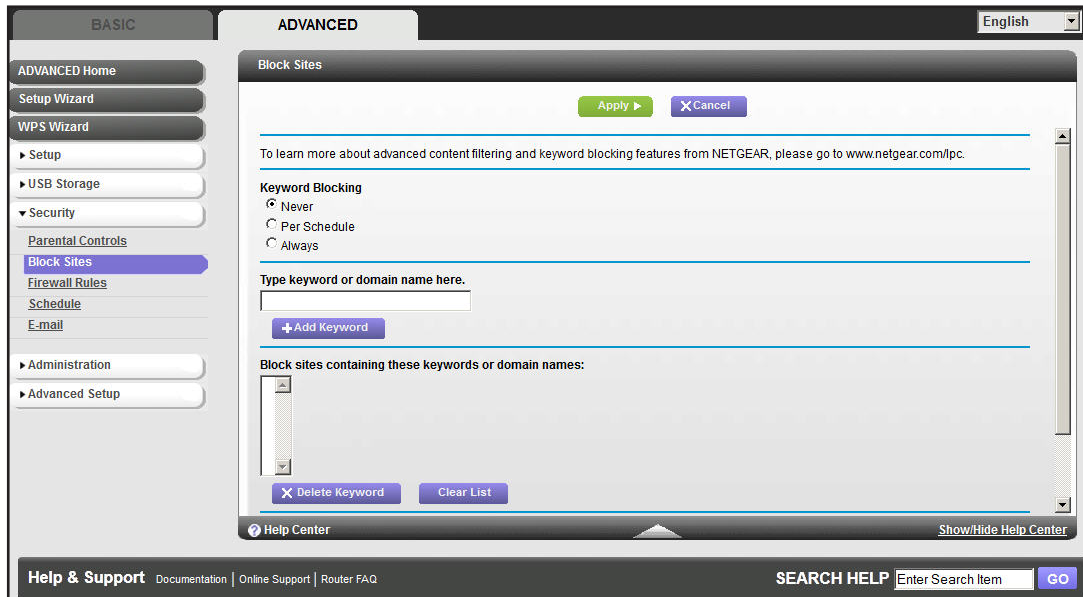 BASIC
ADVANCED
English
ADVANCED Home
Setup Wizard
WPS Wizard
Setup
USB Storage
Security
Parental Controls
Block Sites
Firewall Rules
Schedule
E-mail
Administration
Advanced Setup
Block Sites
Apply
Cancel
To learn more about advanced content filtering and keyword blocking features from NETGEAR, please go to www.netgear.com/lpc.
Keyword Blocking
Never
Per Schedule
Always
Type keyword or domain name here.
Add Keyword
Block sites containing these keywords or domain names:
Delete Keyword
Clear List
Help Center
Show/Hide Help Center
Help & Support Documentation | Online Support | Router FAQ
SEARCH HELP Enter Search Item GO